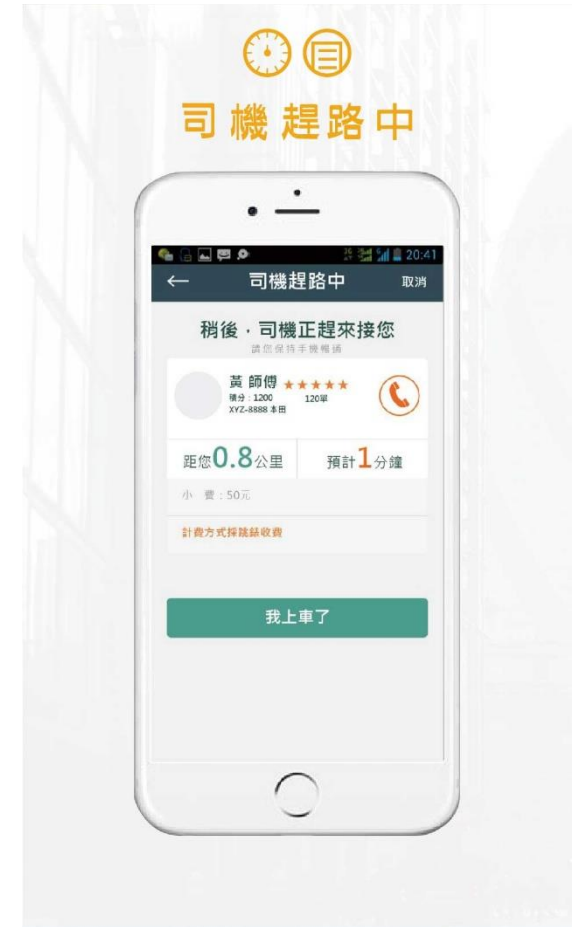 司機趕路中
20:41
← 司機趕路中 取消
稍後，司機正趕來接您
請您保持手機暢通
黃 師傅 ★★★★★
積分：1200 120單
XYZ-8888 本田
距您0.8公里 預計1分鐘
小 費：50元
計費方式採跳錶收費
我上車了